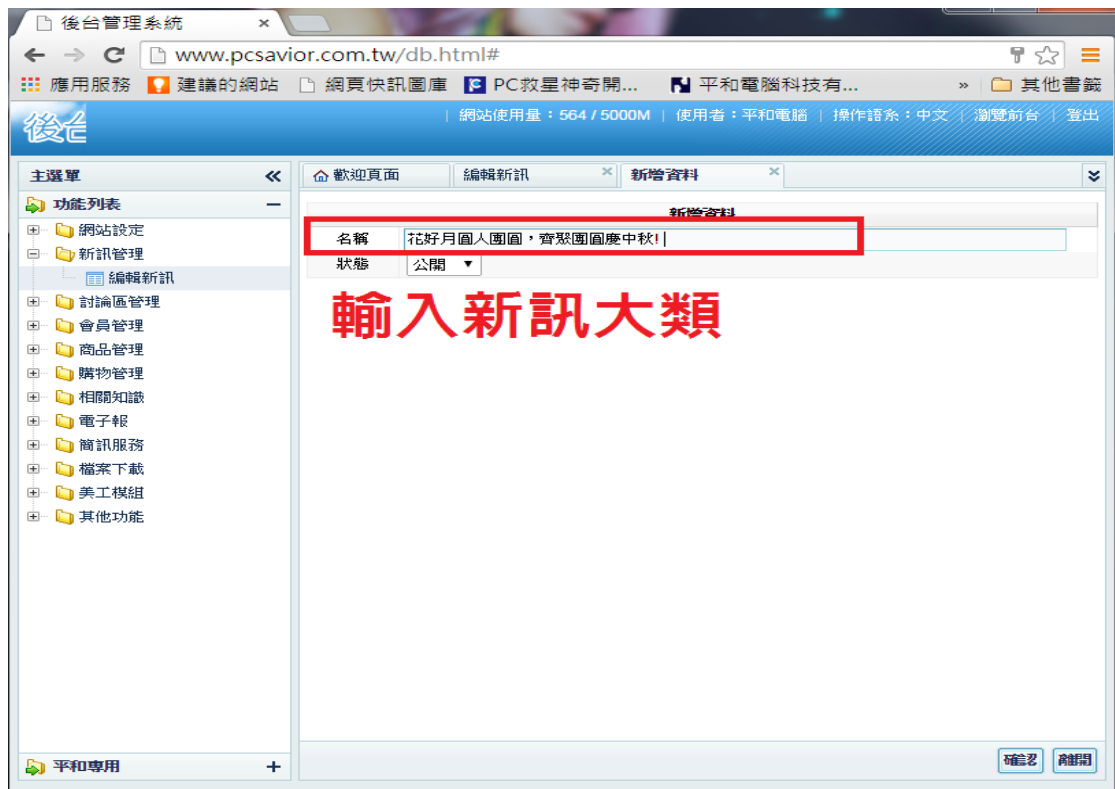 後台管理系統
www.pcsavior.com.tw/db.html#
應用服務 建議的網站 網頁快訊圖庫 PC救星神奇開... 平和電腦科技有... » 其他書籤
後台 | 網站使用量：564 / 5000M | 使用者：平和電腦 | 操作語系：中文 | 瀏覽前台 | 登出
主選單
歡迎頁面 編輯新訊 新增資料
功能列表
新增資料
網站設定
名稱 花好月圓人團圓，齊聚團圓慶中秋!
新訊管理
狀態 公開
編輯新訊
輸入新訊大類
討論區管理
會員管理
商品管理
購物管理
相關知識
電子報
簡訊服務
檔案下載
美工模組
其他功能
平和專用
確認 離開